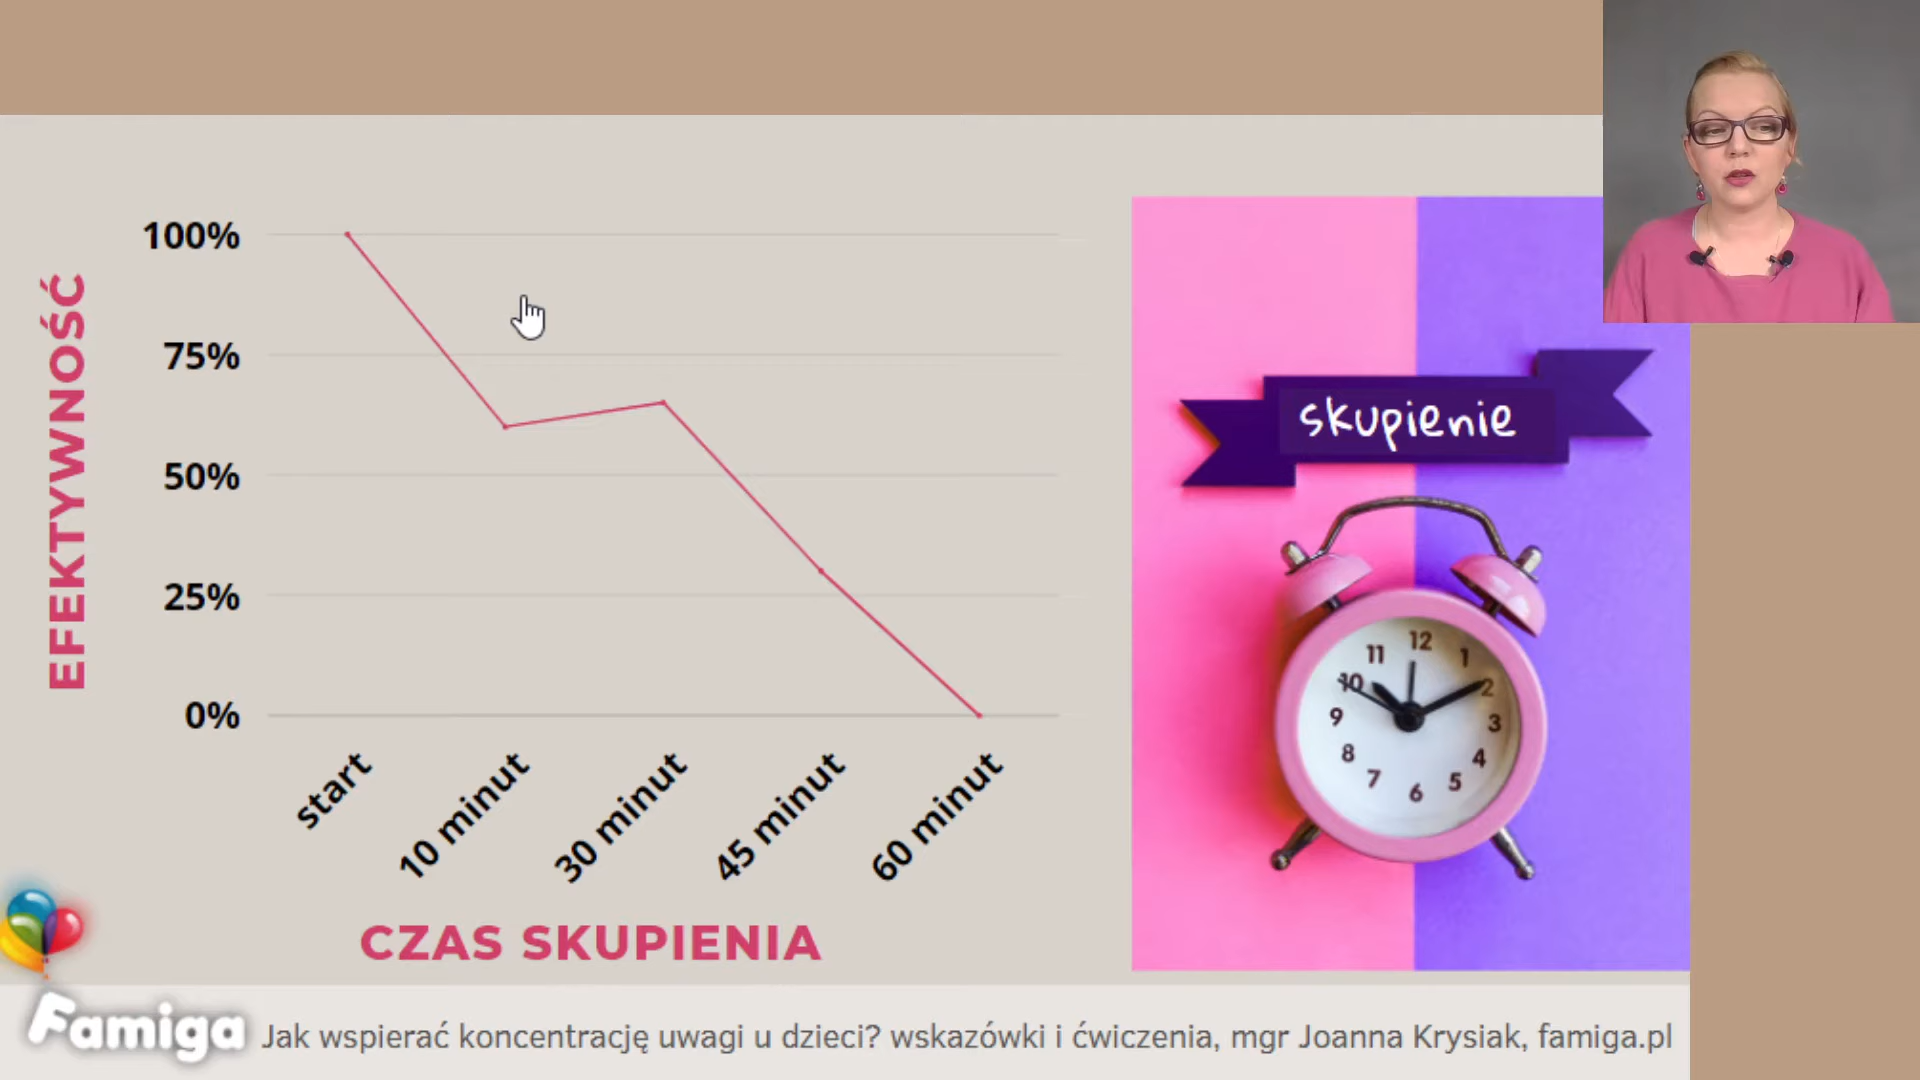 EFEKTYWNOŚĆ
100%
75%
50%
25%
0%
start
10 minut
30 minut
45 minut
60 minut
CZAS SKUPIENIA
skupienie
12
1
2
3
4
5
6
7
8
9
10
11
Famiga
Jak wspierać koncentrację uwagi u dzieci? wskazówki i ćwiczenia, mgr Joanna Krysiak, famiga.pl